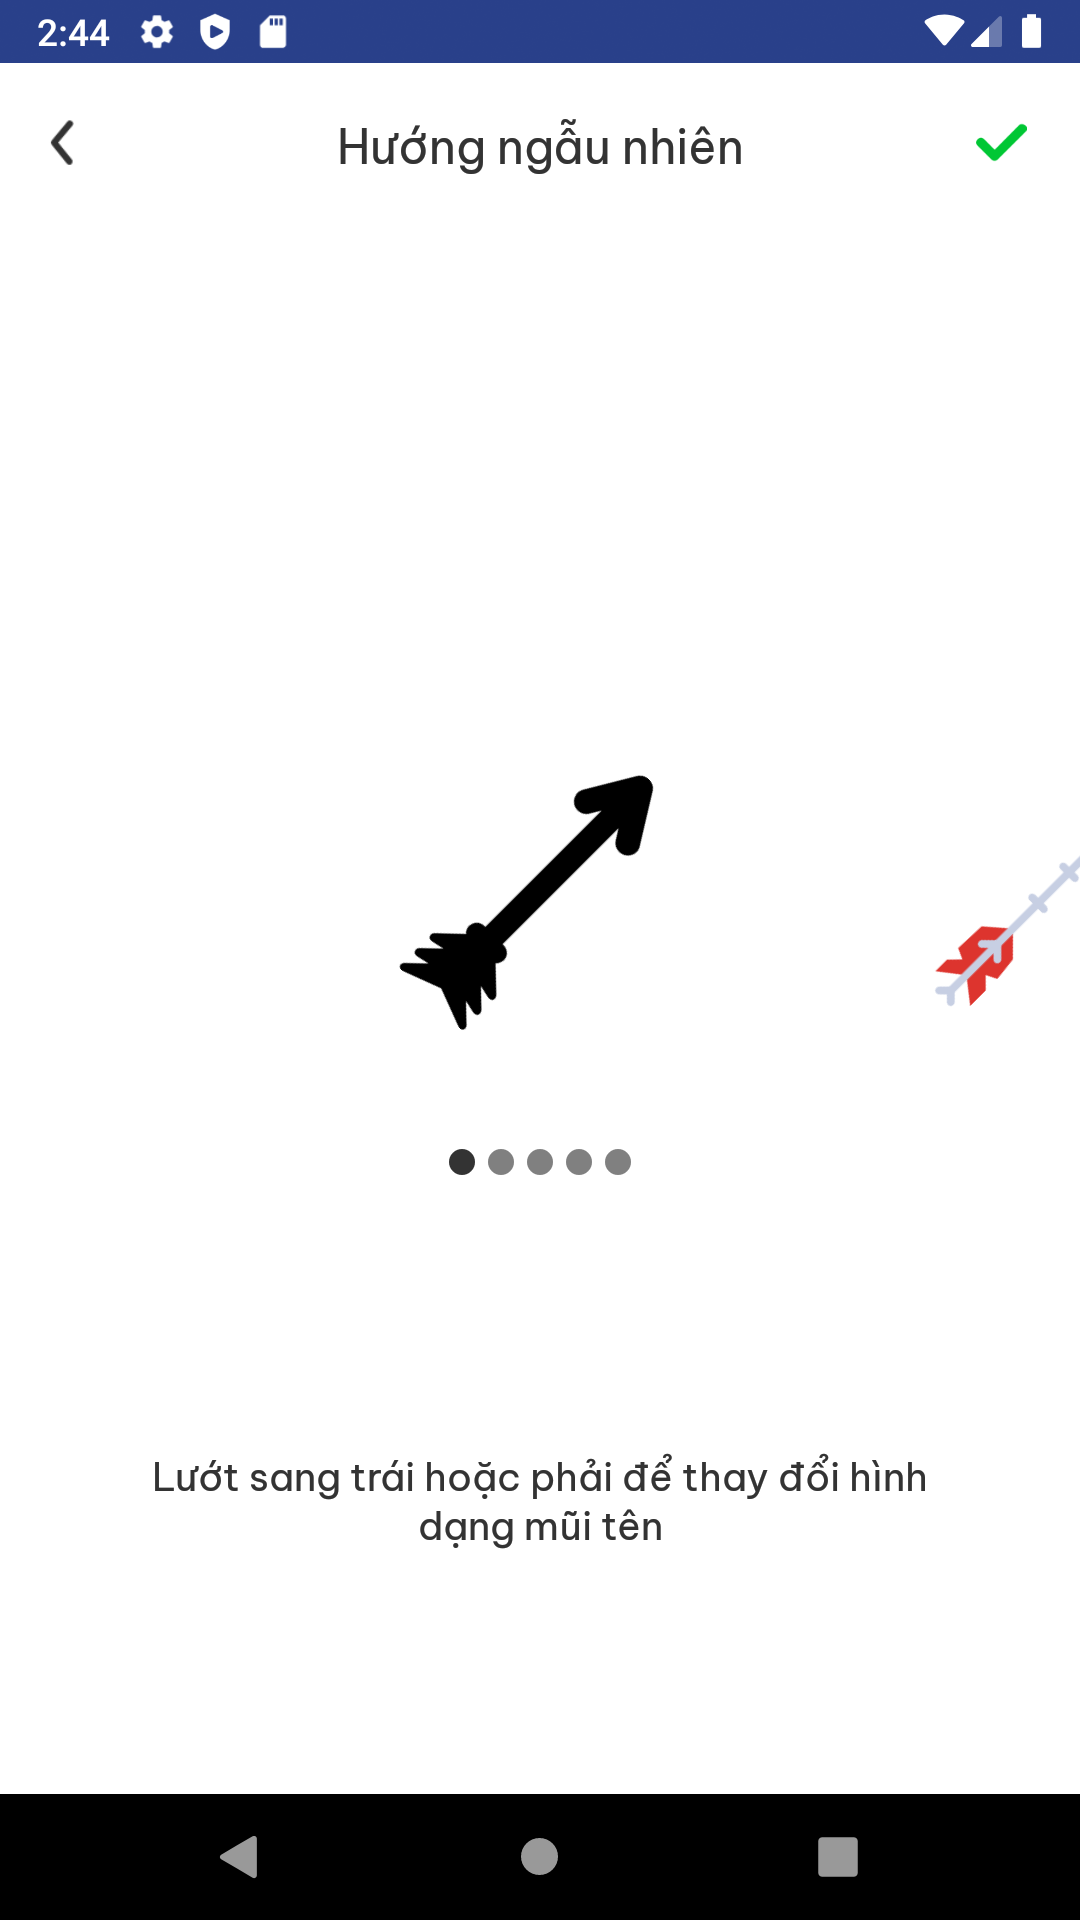 2:44
Hướng ngẫu nhiên
Lướt sang trái hoặc phải để thay đổi hình
dạng mũi tên